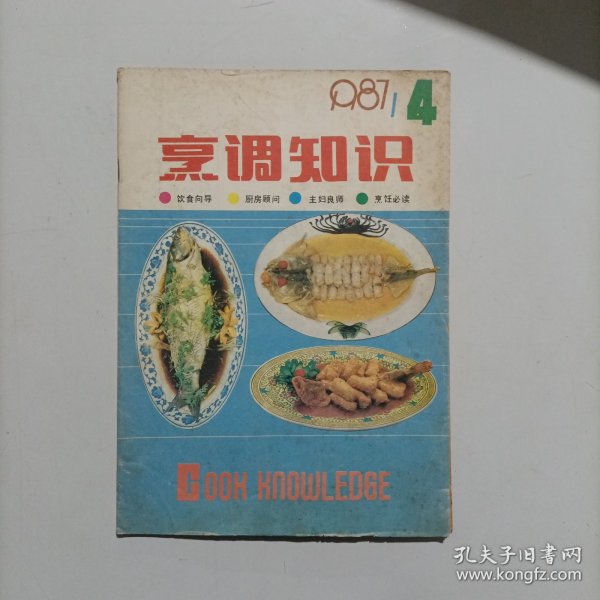 1987/4
烹调知识
饮食向导 厨房顾问 主妇良师 烹饪必读
COOK KNOWLEDGE
孔夫子旧书网
www.kongfz.com